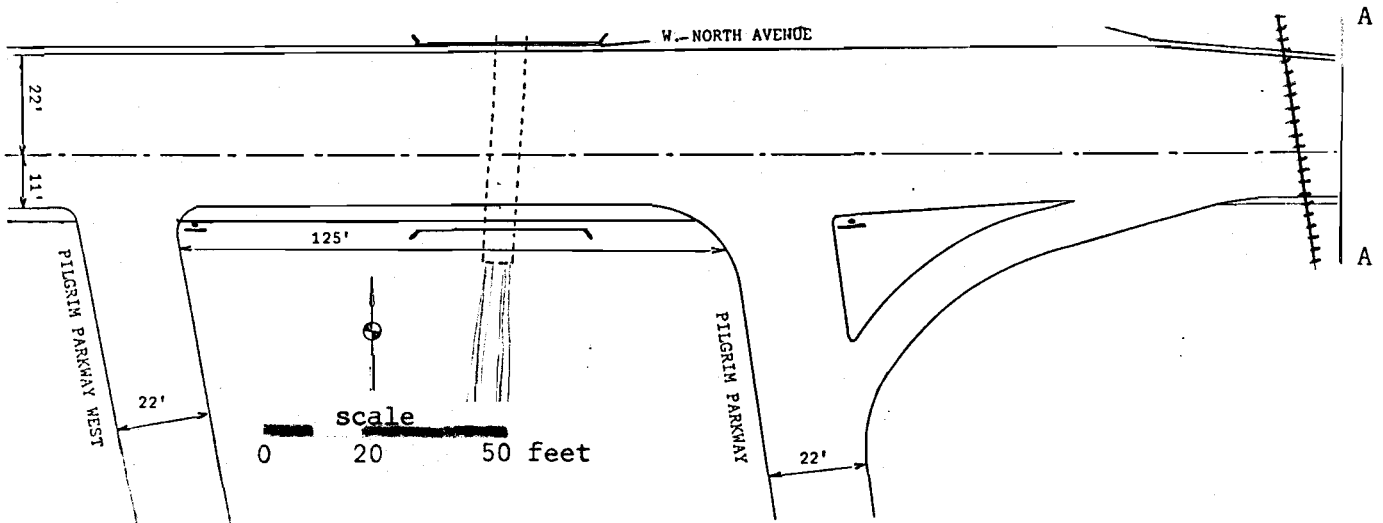 A
W. NORTH AVENUE
22'
11'
125'
PILGRIM PARKWAY WEST
PILGRIM PARKWAY
22'
scale
0 20 50 feet
22'
A